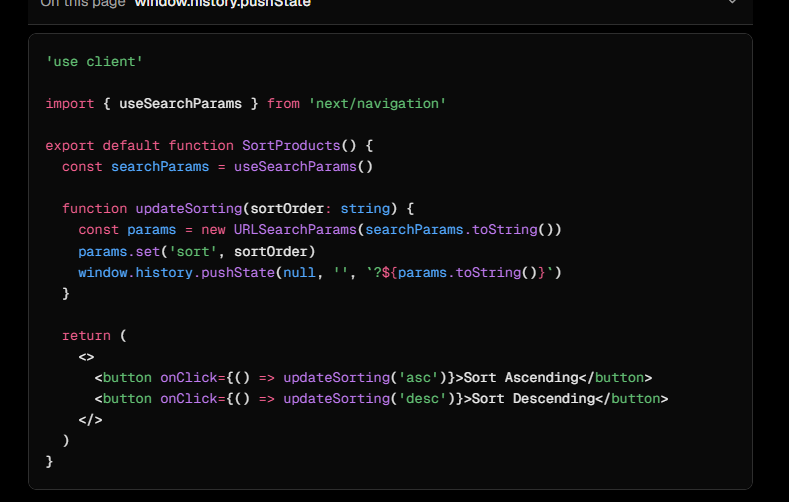 On this page window.history.pushState
'use client'
import { useSearchParams } from 'next/navigation'
export default function SortProducts() {
  const searchParams = useSearchParams()
  function updateSorting(sortOrder: string) {
    const params = new URLSearchParams(searchParams.toString())
    params.set('sort', sortOrder)
    window.history.pushState(null, '', `?${params.toString()}`)
  }
  return (
    <>
      <button onClick={() => updateSorting('asc')}>Sort Ascending</button>
      <button onClick={() => updateSorting('desc')}>Sort Descending</button>
    </>
  )
}